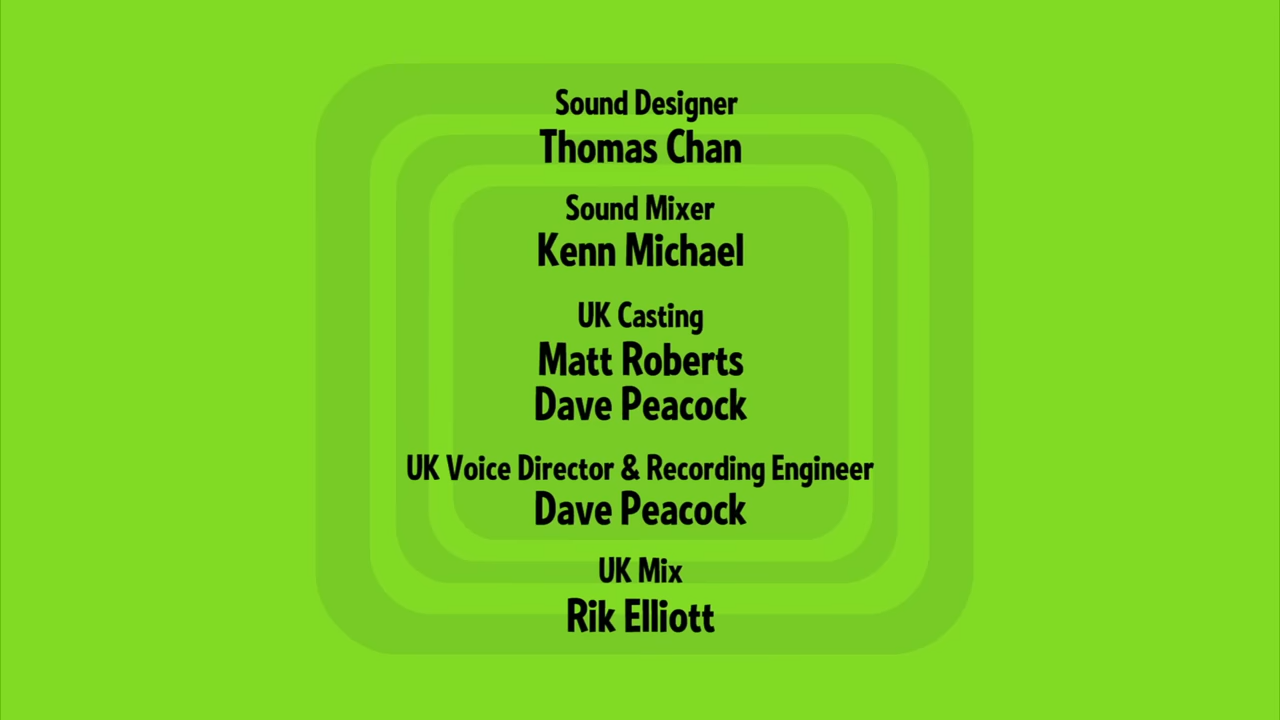 Sound Designer
Thomas Chan
Sound Mixer
Kenn Michael
UK Casting
Matt Roberts
Dave Peacock
UK Voice Director & Recording Engineer
Dave Peacock
UK Mix
Rik Elliott